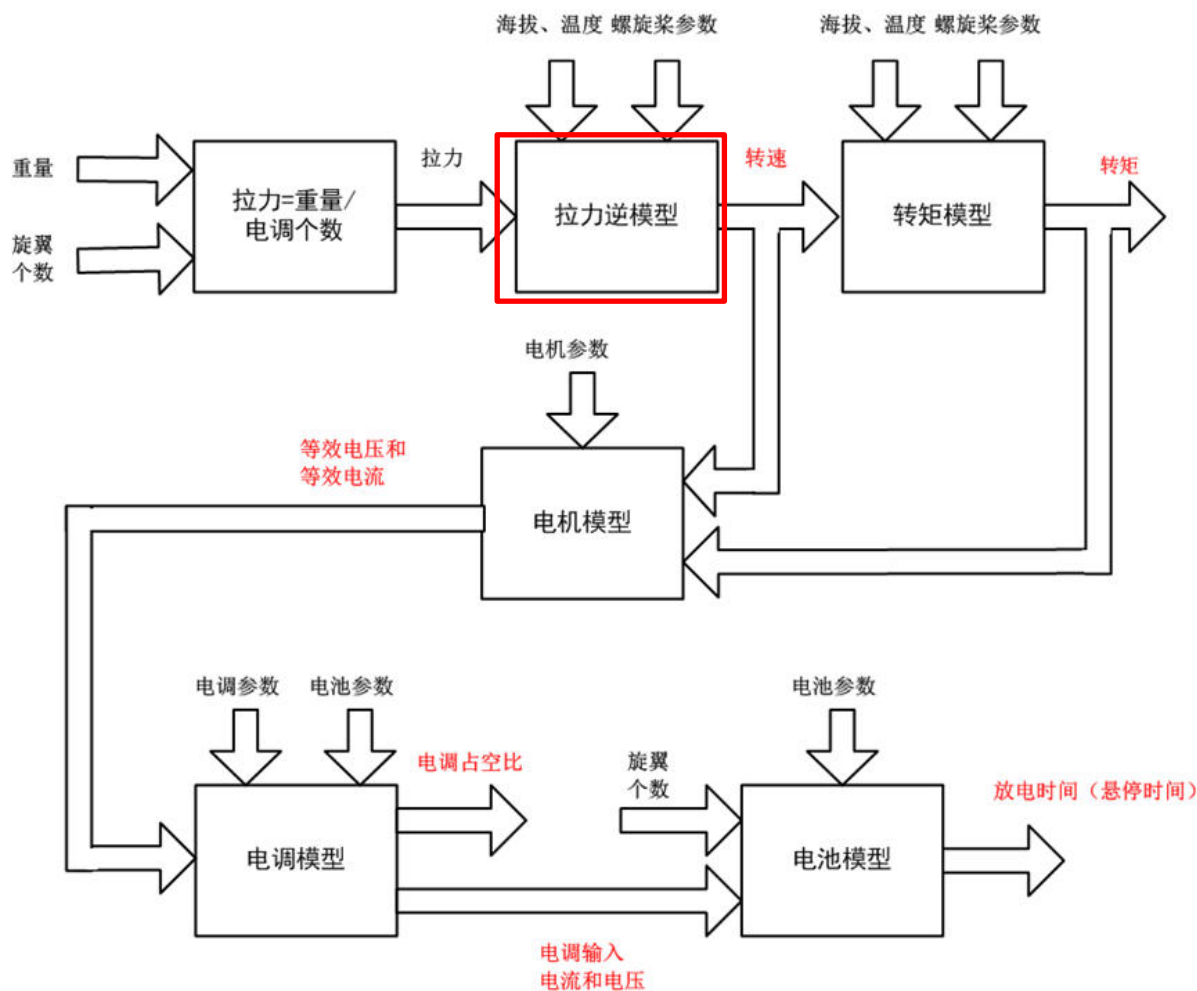 海拔、温度 螺旋桨参数
海拔、温度 螺旋桨参数
重量
旋翼
个数
拉力=重量/
电调个数
拉力
拉力逆模型
转速
转矩模型
转矩
电机参数
等效电压和
等效电流
电机模型
电调参数
电池参数
电调占空比
旋翼
个数
电池参数
放电时间（悬停时间）
电调模型
电池模型
电调输入
电流和电压